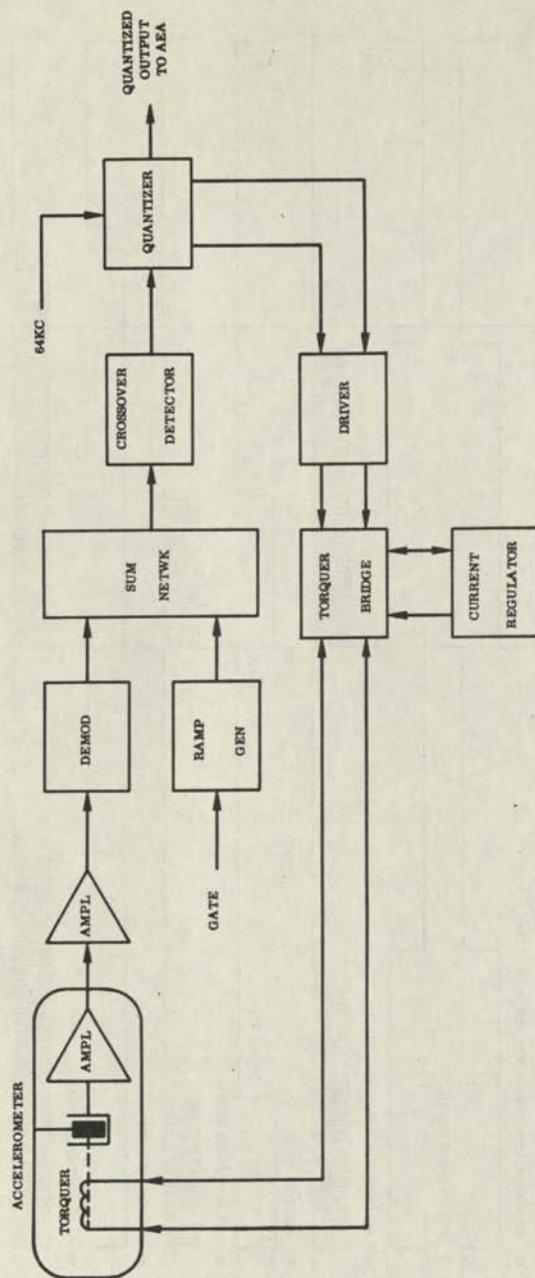 ACCELEROMETER
TORQUER
AMPL
AMPL
DEMOD
GATE
RAMP
GEN
SUM
NETWK
CROSSOVER
DETECTOR
64KC
QUANTIZER
QUANTIZED
OUTPUT
TO AEA
DRIVER
TORQUER
BRIDGE
CURRENT
REGULATOR